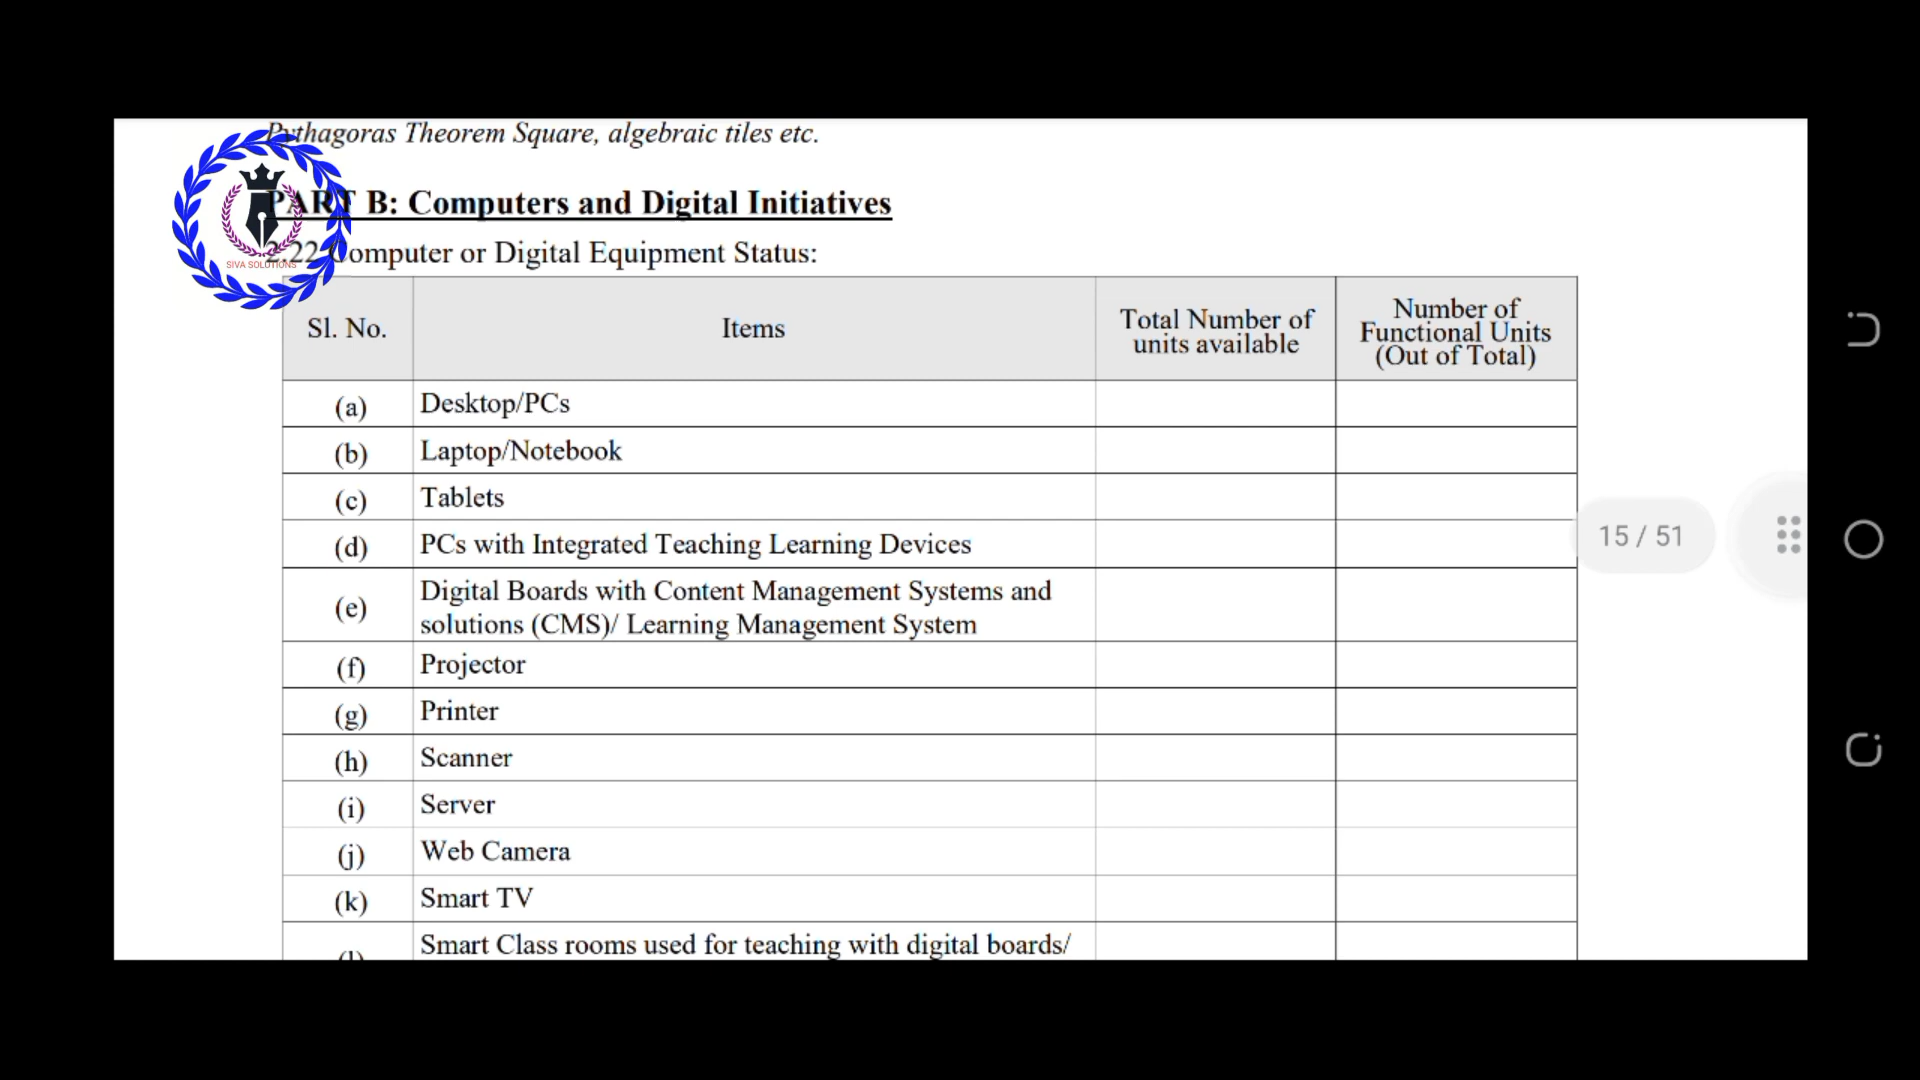 Pythagoras Theorem Square, algebraic tiles etc.
PART B: Computers and Digital Initiatives
2.22 Computer or Digital Equipment Status:
SIVA SOLUTIONS
Sl. No.
Items
Total Number of
units available
Number of
Functional Units
(Out of Total)
(a) Desktop/PCs
(b) Laptop/Notebook
(c) Tablets
(d) PCs with Integrated Teaching Learning Devices
(e) Digital Boards with Content Management Systems and
solutions (CMS)/ Learning Management System
(f) Projector
(g) Printer
(h) Scanner
(i) Server
(j) Web Camera
(k) Smart TV
Smart Class rooms used for teaching with digital boards/
15 / 51